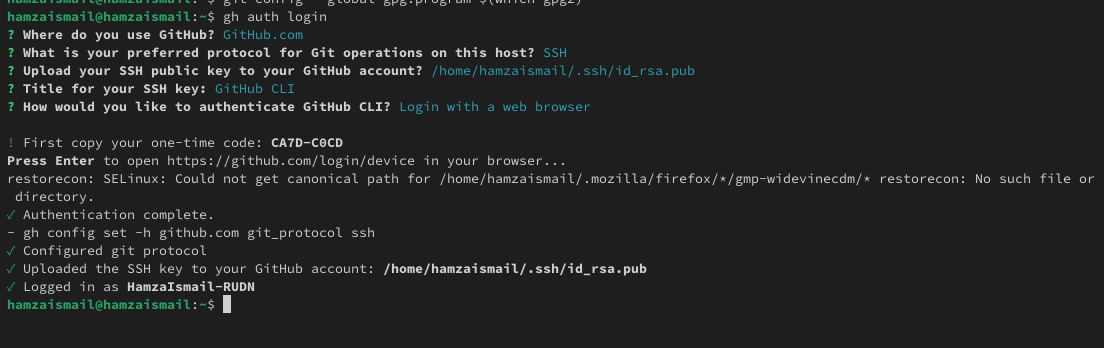 hamzaismail@hamzaismail:~$ git config --global gpg.program $(which gpg2)
hamzaismail@hamzaismail:~$ gh auth login
? Where do you use GitHub? GitHub.com
? What is your preferred protocol for Git operations on this host? SSH
? Upload your SSH public key to your GitHub account? /home/hamzaismail/.ssh/id_rsa.pub
? Title for your SSH key: GitHub CLI
? How would you like to authenticate GitHub CLI? Login with a web browser
! First copy your one-time code: CA7D-C0CD
Press Enter to open https://github.com/login/device in your browser...
restorecon: SELinux: Could not get canonical path for /home/hamzaismail/.mozilla/firefox/*/gmp-widevinecdm/* restorecon: No such file or
directory.
✓ Authentication complete.
- gh config set -h github.com git_protocol ssh
✓ Configured git protocol
✓ Uploaded the SSH key to your GitHub account: /home/hamzaismail/.ssh/id_rsa.pub
✓ Logged in as HamzaIsmail-RUDN
hamzaismail@hamzaismail:~$